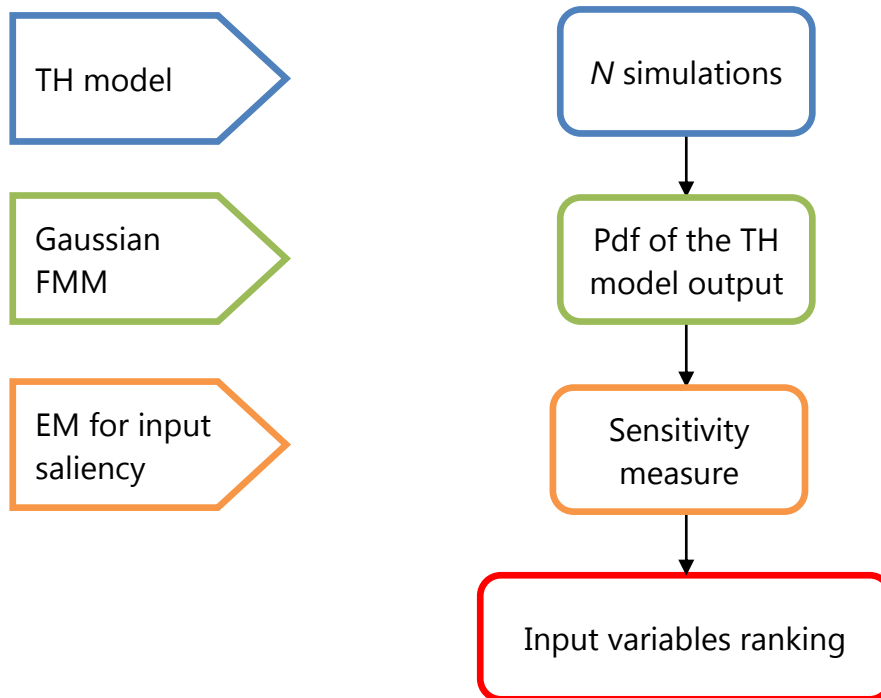 TH model
N simulations
Gaussian
FMM
Pdf of the TH
model output
EM for input
saliency
Sensitivity
measure
Input variables ranking